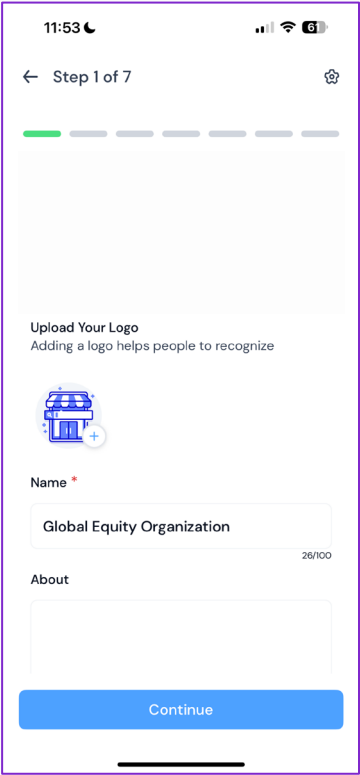 11:53
61
Step 1 of 7
Upload Your Logo
Adding a logo helps people to recognize
Name *
Global Equity Organization
26/100
About
Continue